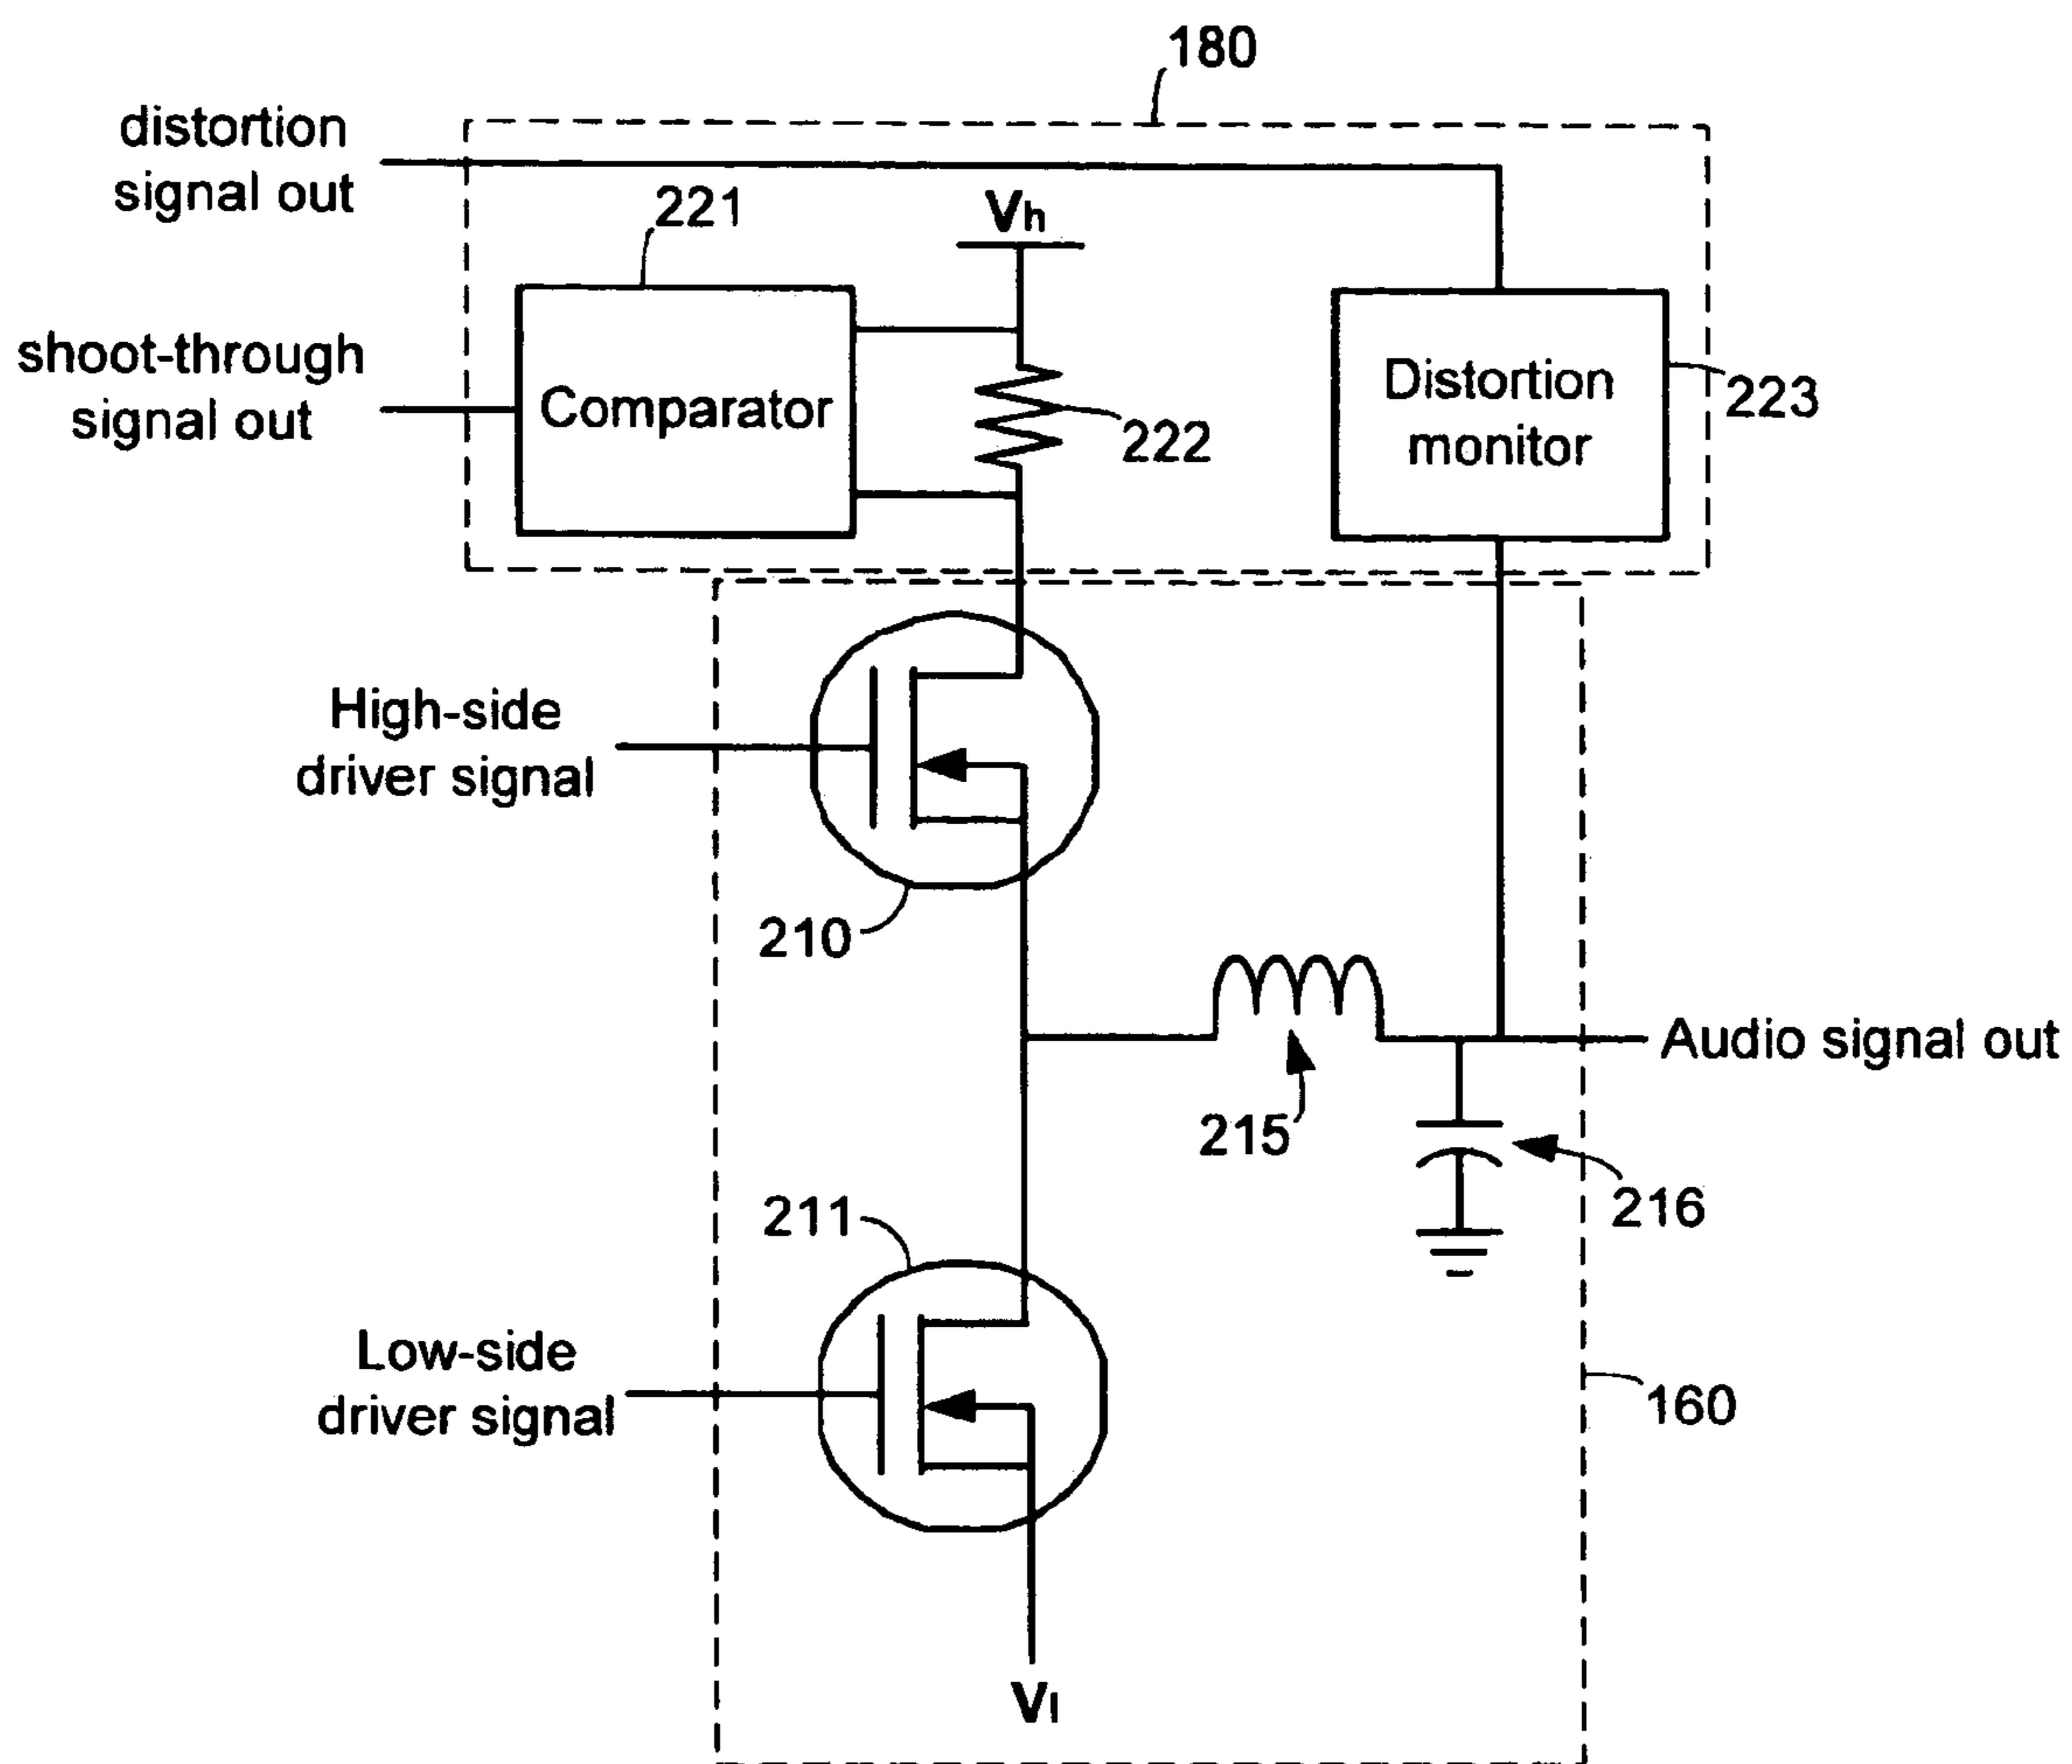 180
distortion
signal out
221
Vh
shoot-through
signal out
Comparator
222
Distortion
monitor
223
High-side
driver signal
210
Audio signal out
215
216
211
Low-side
driver signal
160
Vl